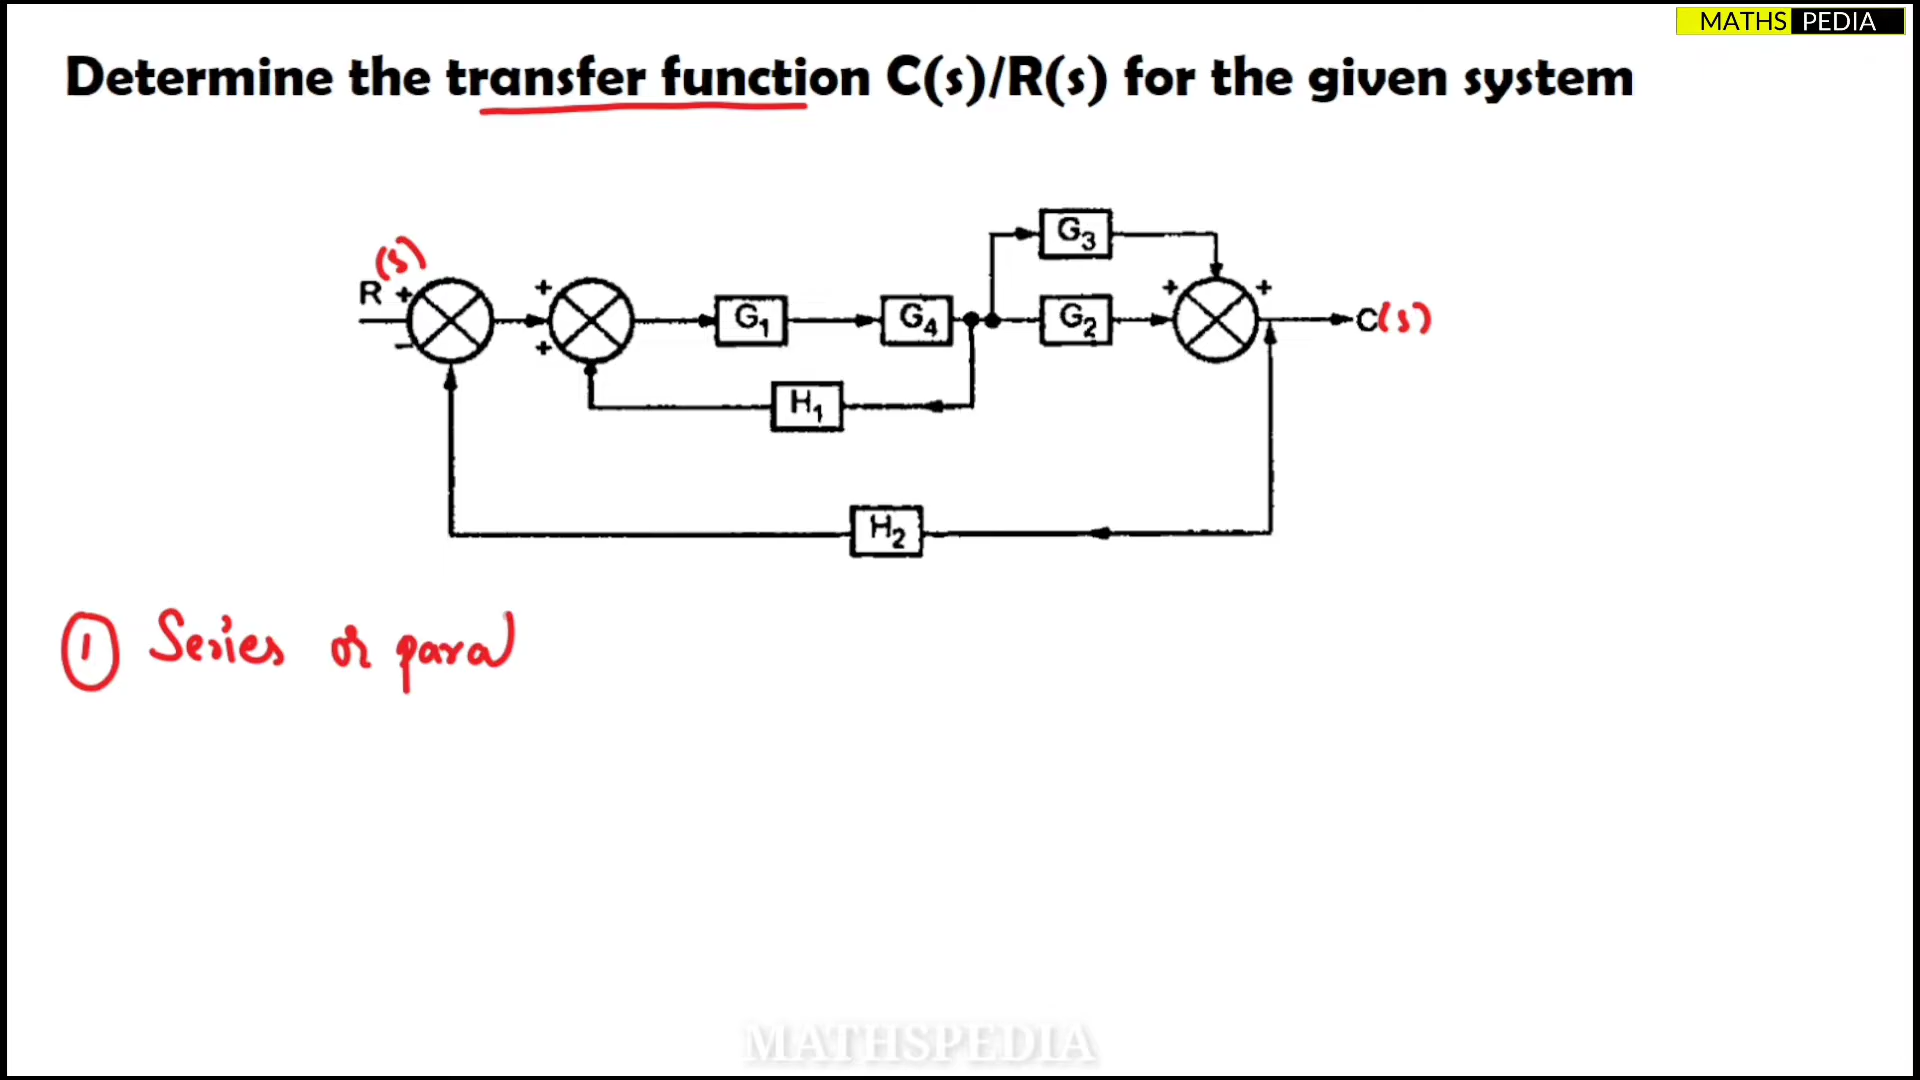 MATHS PEDIA
Determine the transfer function C(s)/R(s) for the given system
G3
(s)
R + + + +
G1 G4 G2 C(s)
− +
H1
H2
① Series or paral
MATHSPEDIA